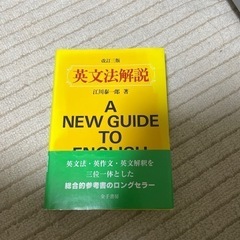 改訂三版
英文法解説
江川泰一郎 著
A
NEW GUIDE
TO
ENGLISH
英文法・英作文・英文解釈を
三位一体とした
総合的参考書のロングセラー
金子書房